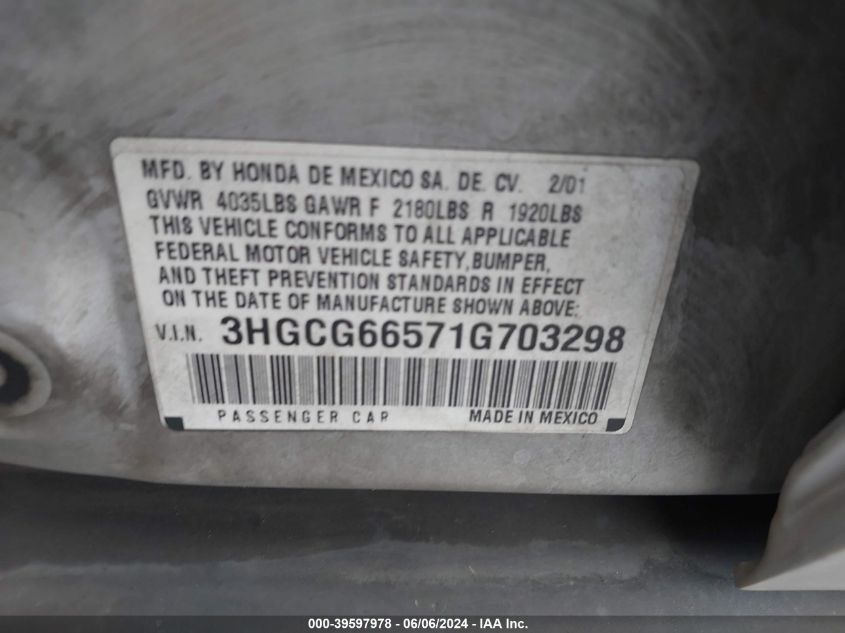 MFD. BY HONDA DE MEXICO SA. DE. CV. 2/01
GVWR 4035LBS GAWR F 2180LBS R 1920LBS
THIS VEHICLE CONFORMS TO ALL APPLICABLE
FEDERAL MOTOR VEHICLE SAFETY, BUMPER,
AND THEFT PREVENTION STANDARDS IN EFFECT
ON THE DATE OF MANUFACTURE SHOWN ABOVE:
V.I.N. 3HGCG66571G703298
PASSENGER CAR MADE IN MEXICO
000-39597978 - 06/06/2024 - IAA Inc.